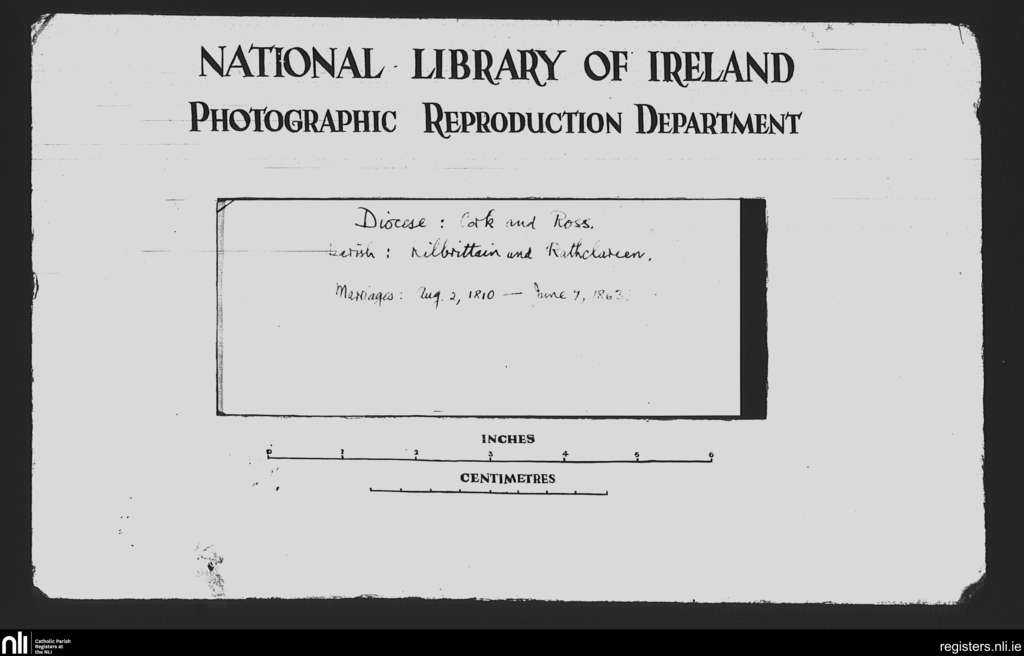 NATIONAL LIBRARY OF IRELAND
PHOTOGRAPHIC REPRODUCTION DEPARTMENT
Diocese: Cork and Ross.
Parish: Kilbrittain and Rathclareen.
Marriages: Aug. 2, 1810 — June 7, 1863.
INCHES
0 1 2 3 4 5 6
CENTIMETRES
nli Catholic Parish
Registers at
the NLI
registers.nli.ie